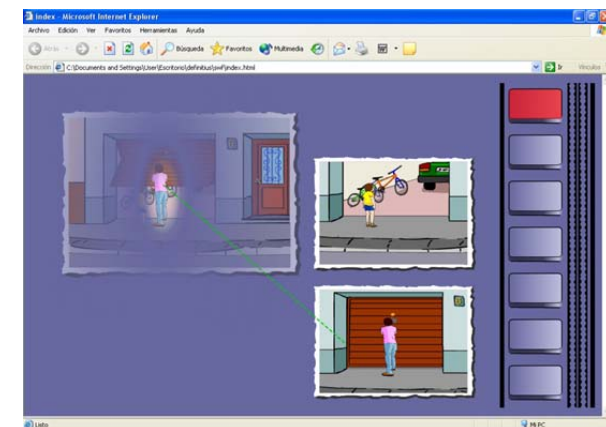 Index - Microsoft Internet Explorer
Archivo Edición Ver Favoritos Herramientas Ayuda
Atrás Búsqueda Favoritos Multimedia
Dirección C:\Documents and Settings\User\Escritorio\definitius\swf\index.html Ir Vínculos
Listo Mi PC